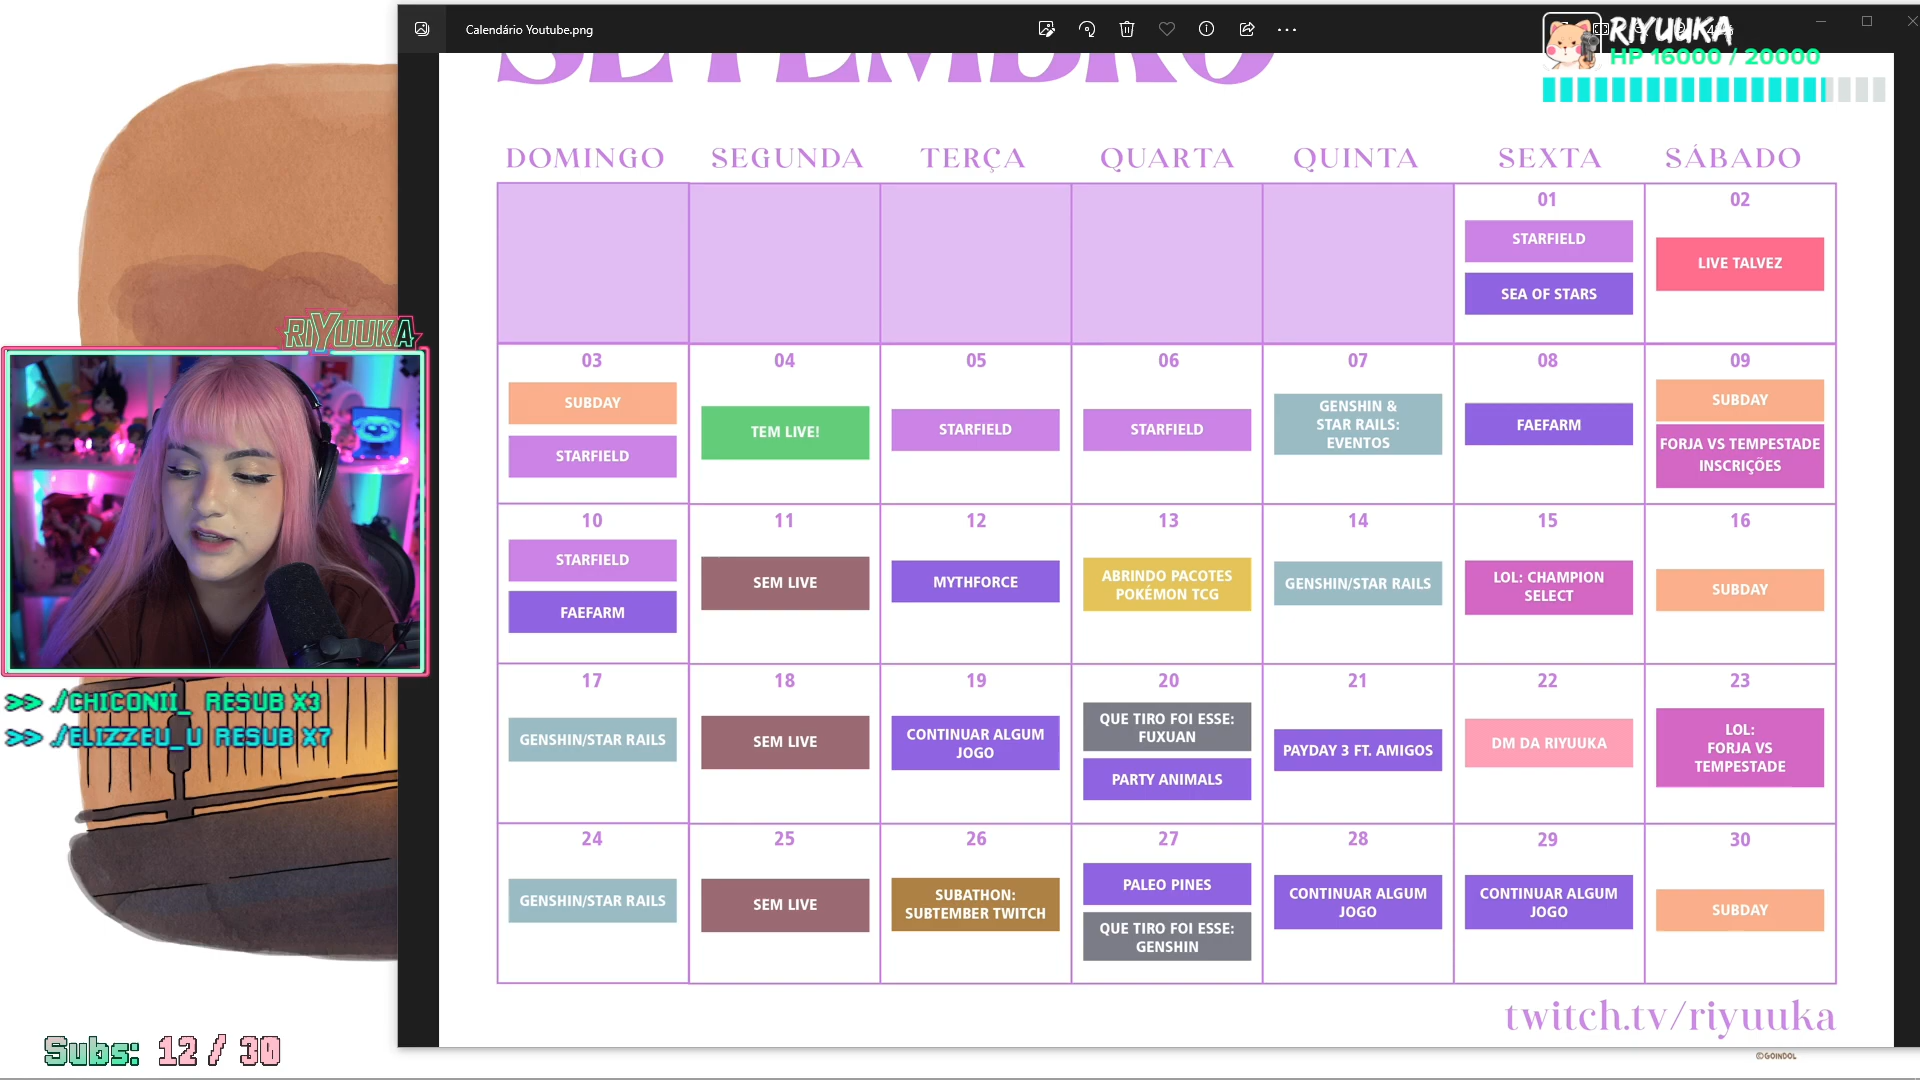 Calendário Youtube.png
RIYUUKA
HP 16000 / 20000
SETEMBRO
DOMINGO
SEGUNDA
TERÇA
QUARTA
QUINTA
SEXTA
SÁBADO
01
STARFIELD
SEA OF STARS
02
LIVE TALVEZ
03
SUBDAY
STARFIELD
04
TEM LIVE!
05
STARFIELD
06
STARFIELD
07
GENSHIN &
STAR RAILS:
EVENTOS
08
FAEFARM
09
SUBDAY
FORJA VS TEMPESTADE
INSCRIÇÕES
10
STARFIELD
FAEFARM
11
SEM LIVE
12
MYTHFORCE
13
ABRINDO PACOTES
POKÉMON TCG
14
GENSHIN/STAR RAILS
15
LOL: CHAMPION
SELECT
16
SUBDAY
17
GENSHIN/STAR RAILS
18
SEM LIVE
19
CONTINUAR ALGUM
JOGO
20
QUE TIRO FOI ESSE:
FUXUAN
PARTY ANIMALS
21
PAYDAY 3 FT. AMIGOS
22
DM DA RIYUUKA
23
LOL:
FORJA VS
TEMPESTADE
24
GENSHIN/STAR RAILS
25
SEM LIVE
26
SUBATHON:
SUBTEMBER TWITCH
27
PALEO PINES
QUE TIRO FOI ESSE:
GENSHIN
28
CONTINUAR ALGUM
JOGO
29
CONTINUAR ALGUM
JOGO
30
SUBDAY
twitch.tv/riyuuka
©GOINDOL
RIYUUKA
>> ./CHICONII_ RESUB X3
>> ./ELIZZEU_U RESUB X7
Subs: 12 / 30